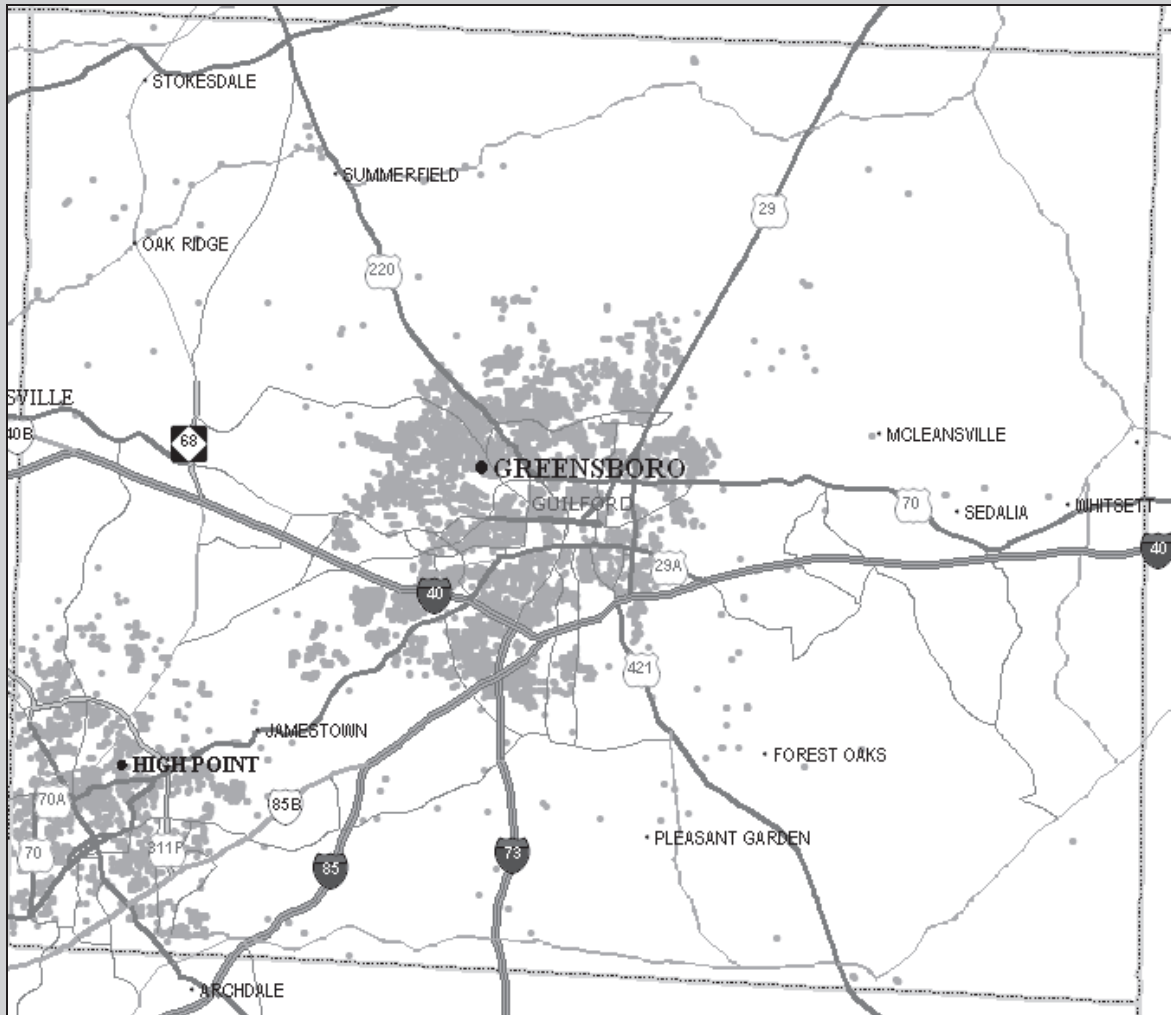 STOKESDALE
SUMMERFIELD
29
OAK RIDGE
220
SVILLE
40B
68
MCLEANSVILLE
GREENSBORO
GUILFORD
70
SEDALIA
WHITSETT
40
29A
40
421
JAMESTOWN
FOREST OAKS
HIGH POINT
70A
85B
PLEASANT GARDEN
70
311P
73
85
ARCHDALE